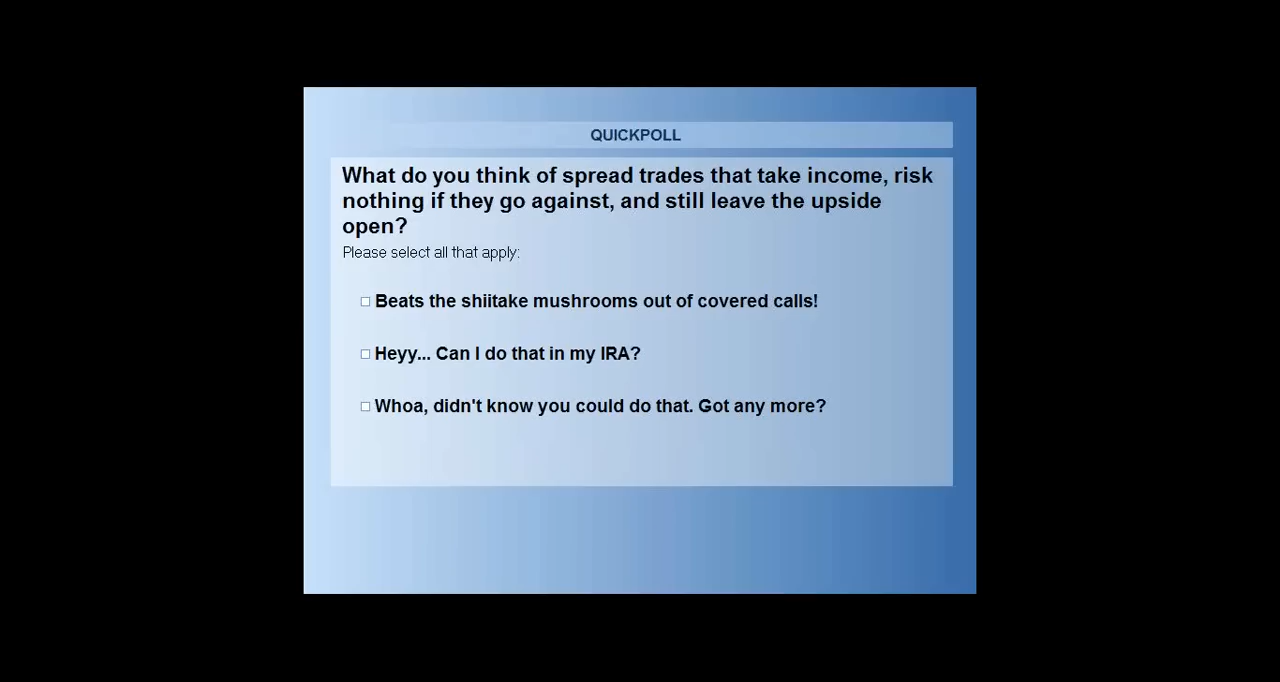 QUICKPOLL
What do you think of spread trades that take income, risk
nothing if they go against, and still leave the upside
open?
Please select all that apply:
Beats the shiitake mushrooms out of covered calls!
Heyy... Can I do that in my IRA?
Whoa, didn't know you could do that. Got any more?